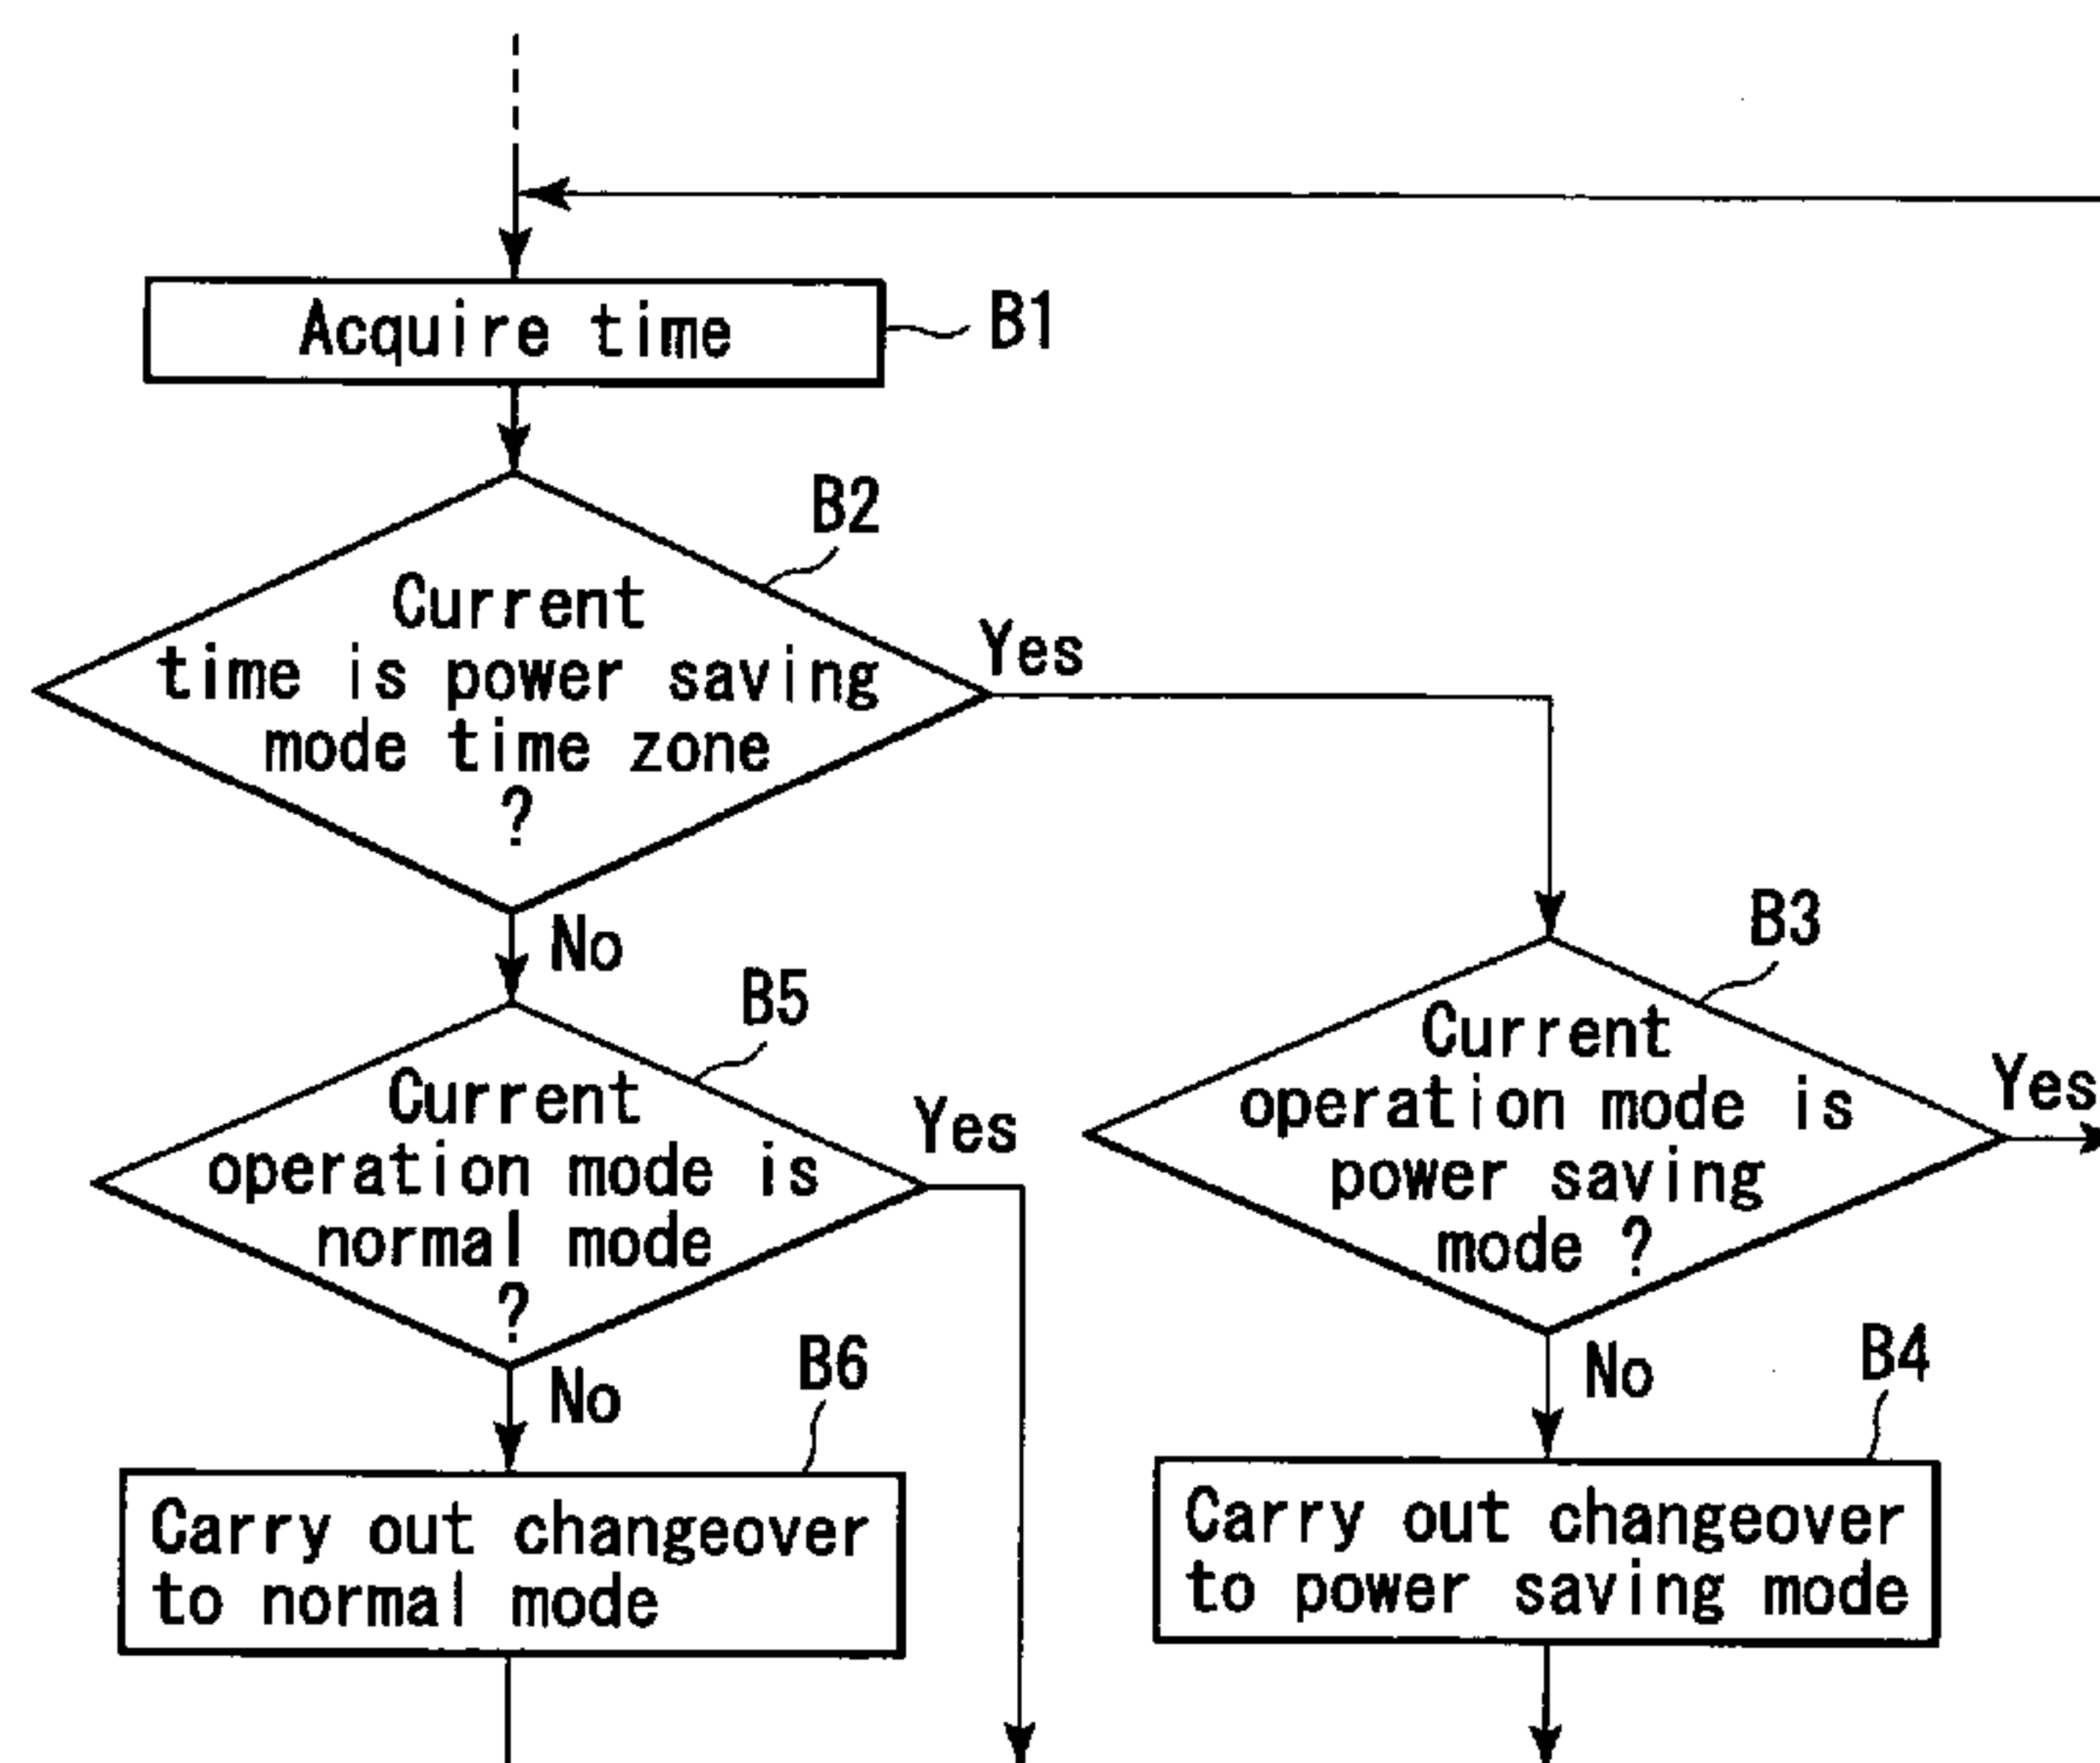 Acquire time
B1
B2
Current
time is power saving
mode time zone
?
Yes
No
B3
Current
operation mode is
power saving
mode ?
Yes
No
B5
Current
operation mode is
normal mode
?
Yes
No
B6
Carry out changeover
to normal mode
B4
Carry out changeover
to power saving mode